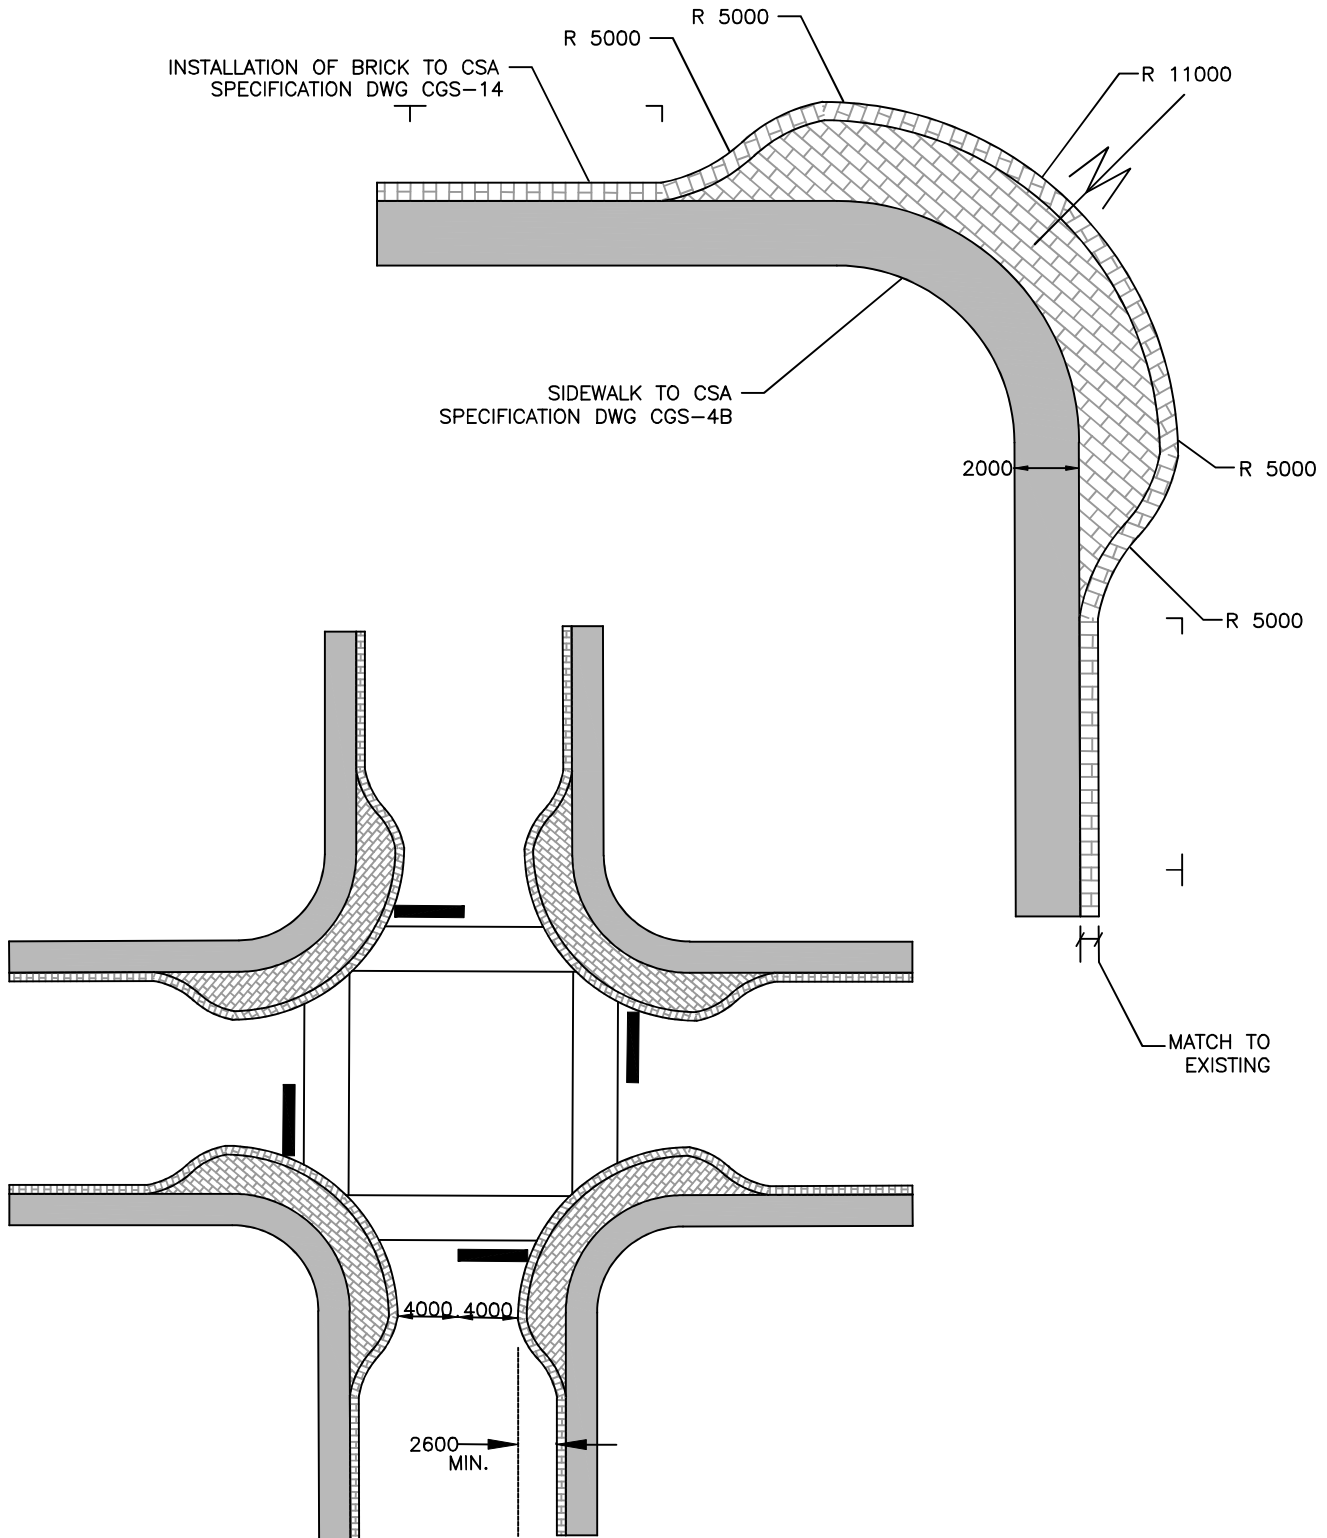 R 5000
R 5000
INSTALLATION OF BRICK TO CSA
SPECIFICATION DWG CGS-14
R 11000
SIDEWALK TO CSA
SPECIFICATION DWG CGS-4B
2000
R 5000
R 5000
MATCH TO
EXISTING
4000 4000
2600
MIN.